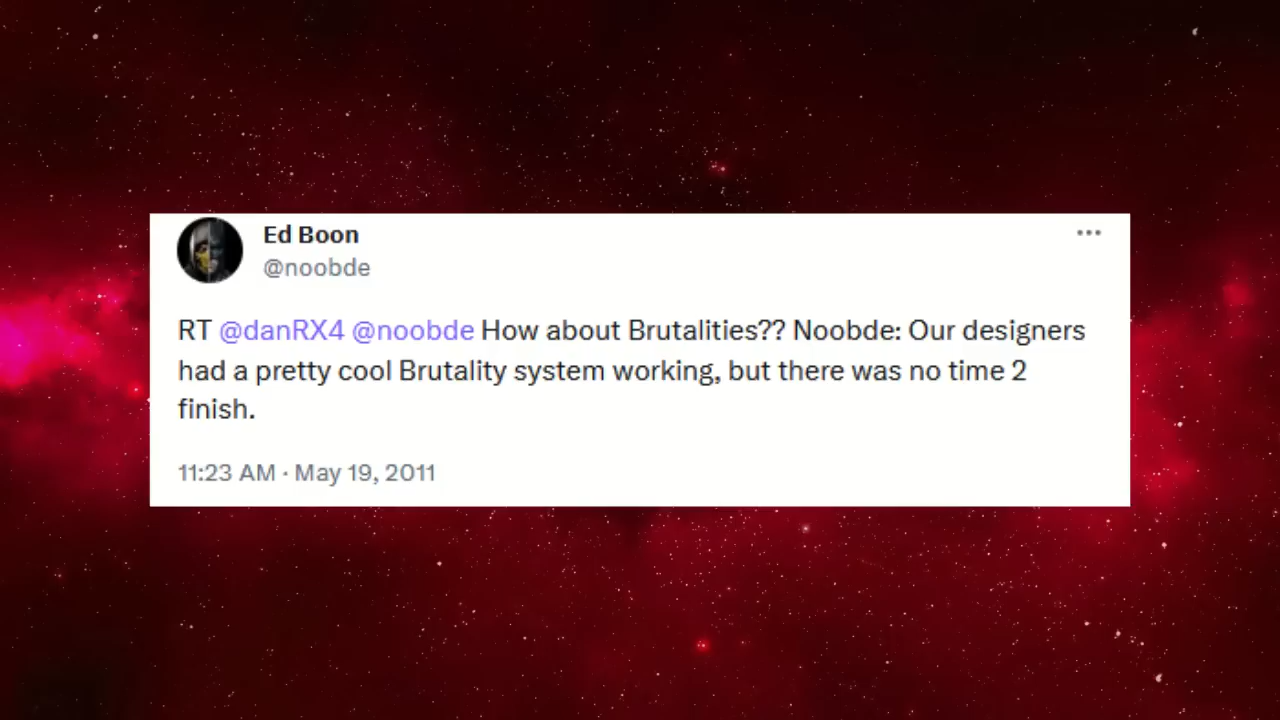 Ed Boon
@noobde
RT @danRX4 @noobde How about Brutalities?? Noobde: Our designers
had a pretty cool Brutality system working, but there was no time 2
finish.
11:23 AM · May 19, 2011